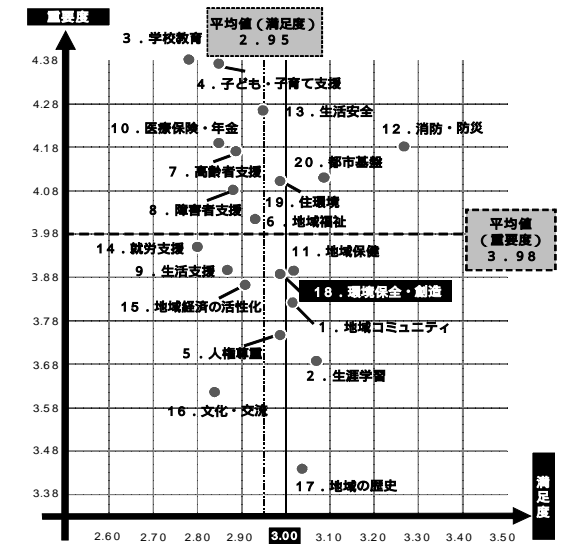 重要度
平均値（満足度）
２.９５
３．学校教育
4.38
４．子ども・子育て支援
4.28
１３．生活安全
１０．医療保険・年金
１２．消防・防災
4.18
２０．都市基盤
７．高齢者支援
4.08
１９．住環境
８．障害者支援
６．地域福祉
平均値
（重要度）
３.９８
3.98
１４．就労支援
１１．地域保健
９．生活支援
3.88
１８．環境保全・創造
１５．地域経済の活性化
3.78
１．地域コミュニティ
５．人権尊重
3.68
２．生涯学習
3.58
１６．文化・交流
3.48
１７．地域の歴史
3.38
満足度
2.60 2.70 2.80 2.90 3.00 3.10 3.20 3.30 3.40 3.50